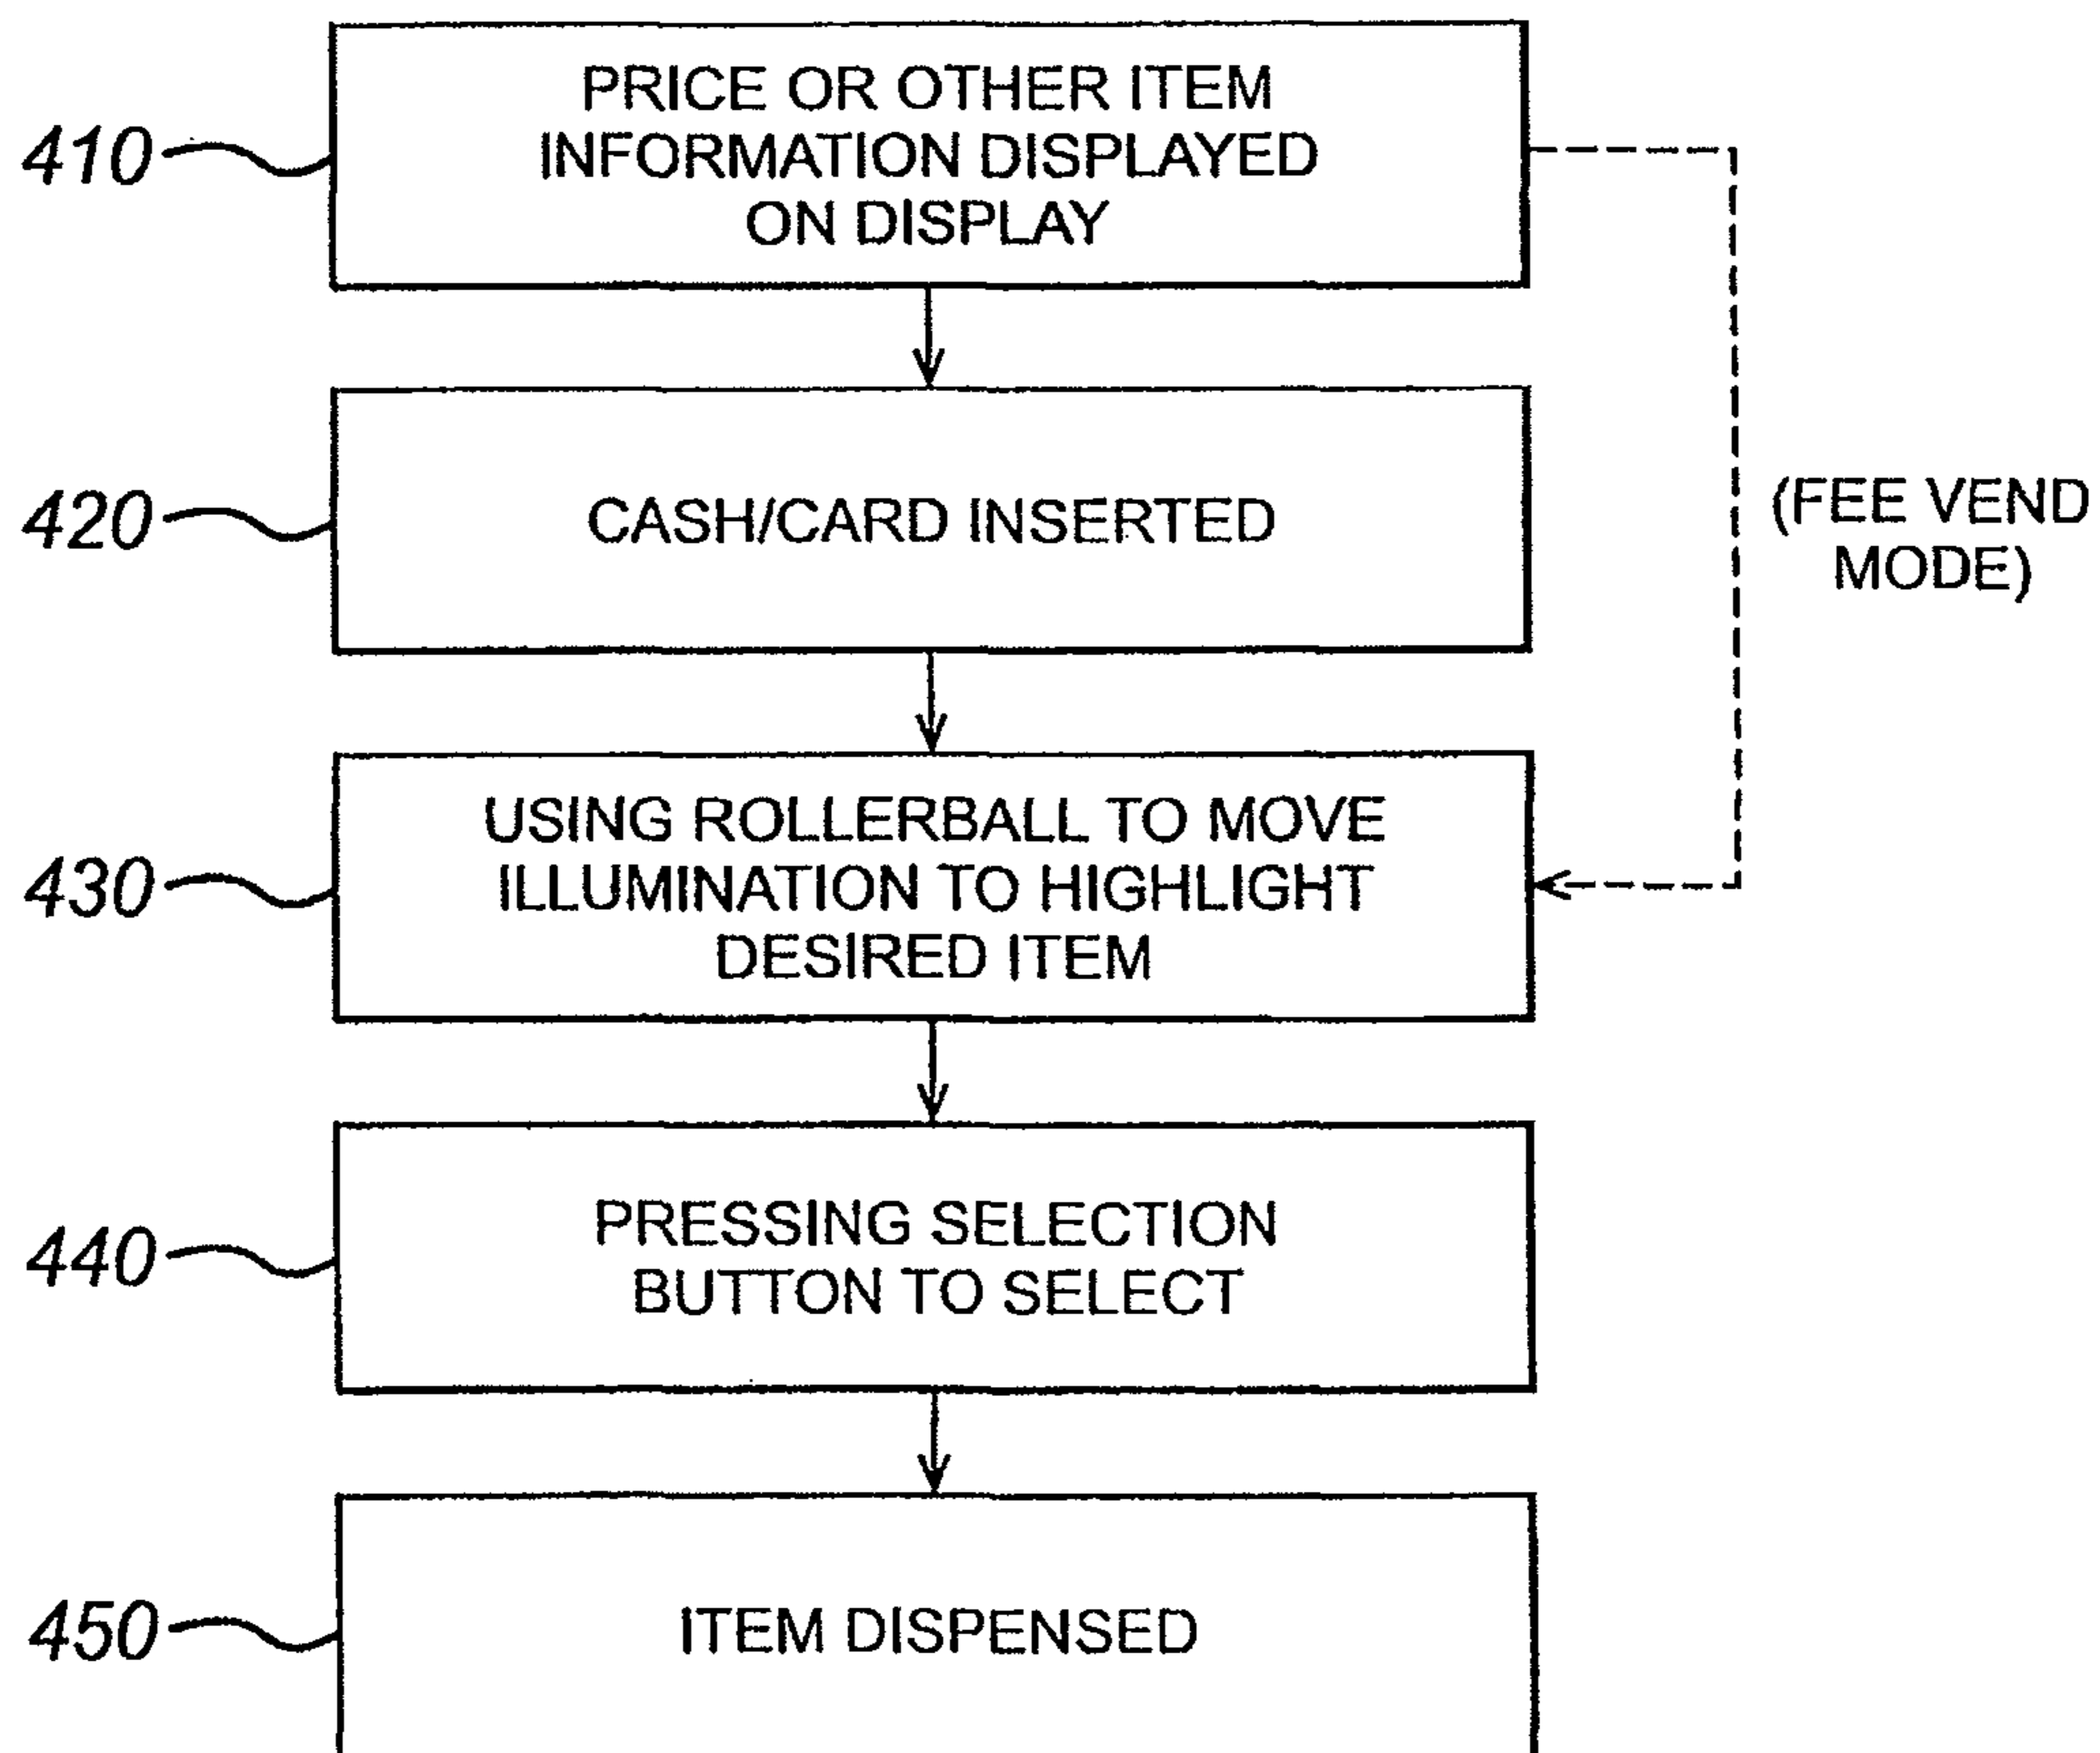 410
PRICE OR OTHER ITEM
INFORMATION DISPLAYED
ON DISPLAY
420
CASH/CARD INSERTED
(FEE VEND
MODE)
430
USING ROLLERBALL TO MOVE
ILLUMINATION TO HIGHLIGHT
DESIRED ITEM
440
PRESSING SELECTION
BUTTON TO SELECT
450
ITEM DISPENSED